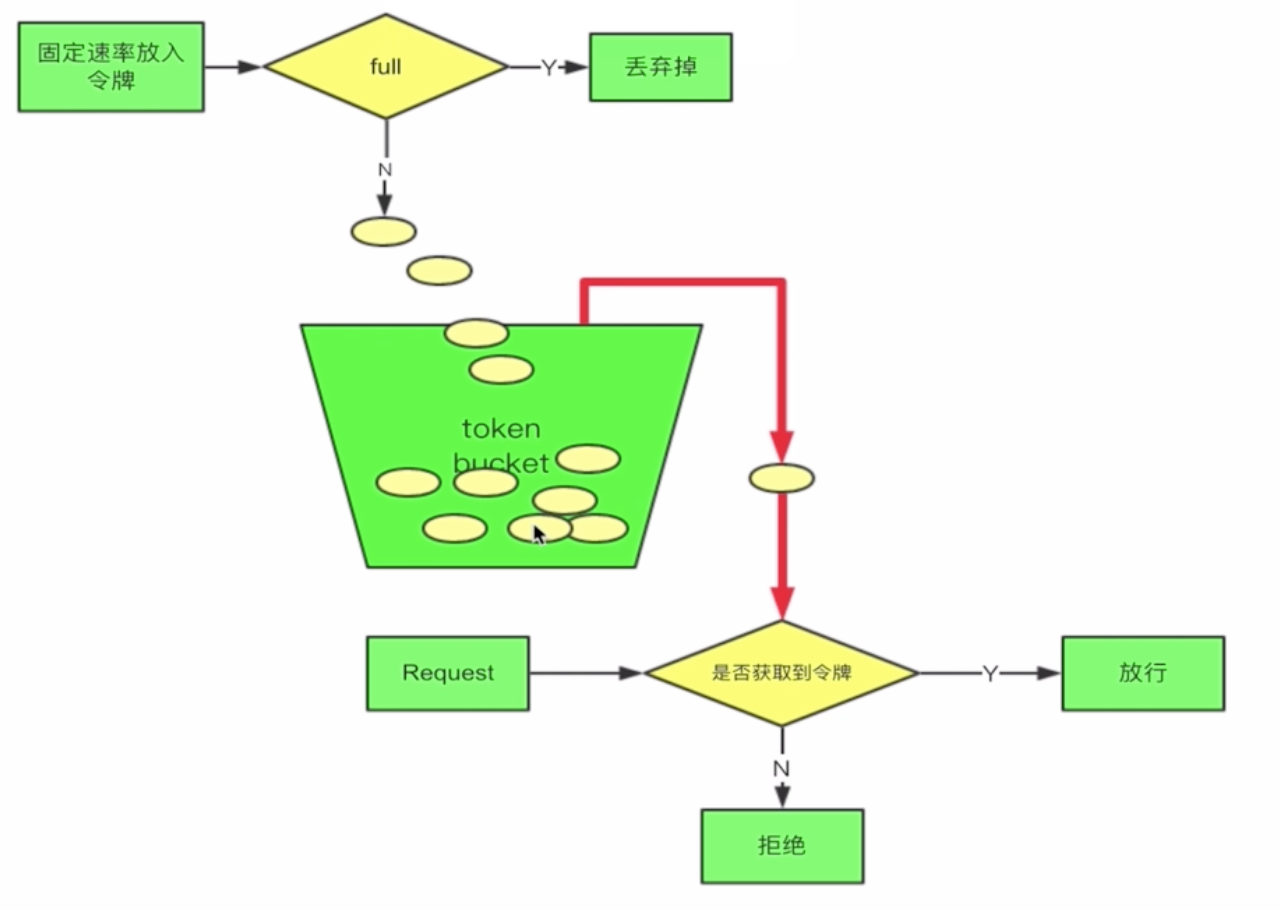 固定速率放入
令牌
full
Y
丢弃掉
N
token
bucket
Request
是否获取到令牌
Y
放行
N
拒绝